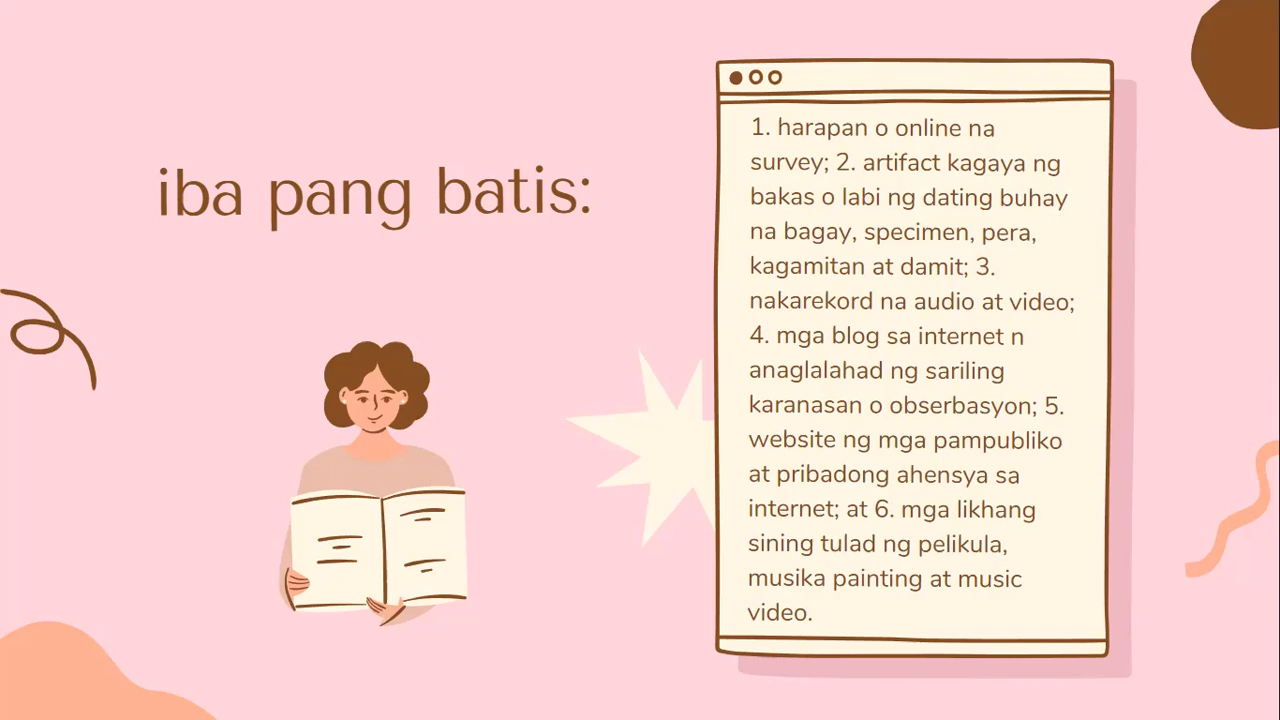 iba pang batis:
1. harapan o online na
survey; 2. artifact kagaya ng
bakas o labi ng dating buhay
na bagay, specimen, pera,
kagamitan at damit; 3.
nakarekord na audio at video;
4. mga blog sa internet n
anaglalahad ng sariling
karanasan o obserbasyon; 5.
website ng mga pampubliko
at pribadong ahensya sa
internet; at 6. mga likhang
sining tulad ng pelikula,
musika painting at music
video.